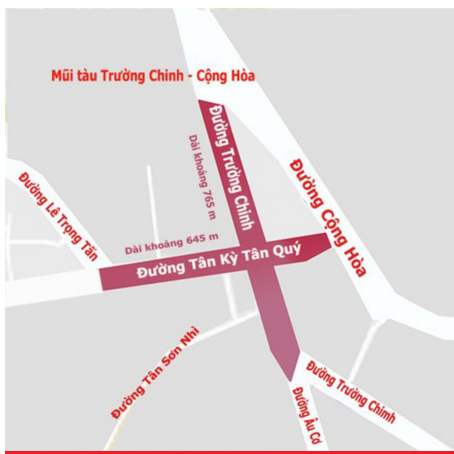 Mũi tàu Trường Chinh - Cộng Hòa
Đường Trường Chinh
Dài khoảng 765 m
Đường Cộng Hòa
Đường Lê Trọng Tấn
Dài khoảng 645 m
Đường Tân Kỳ Tân Quý
Đường Tân Sơn Nhì
Đường Trường Chimh
Đường Âu Cơ